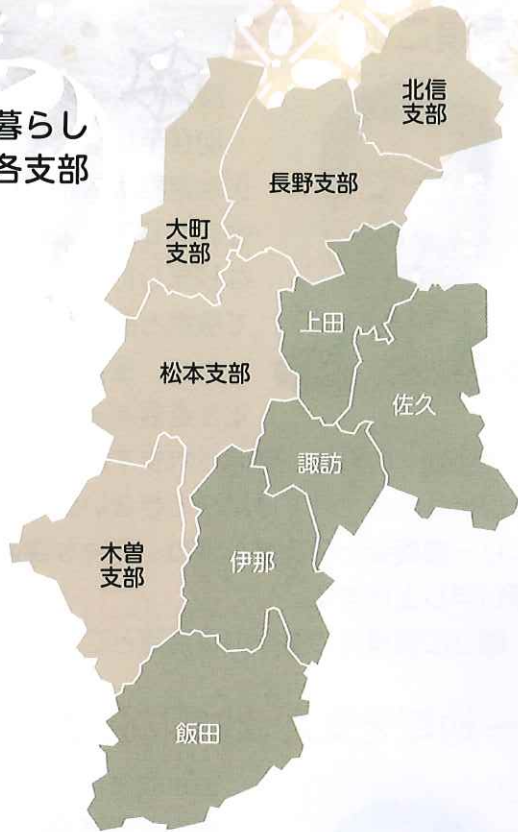 暮らし
各支部
北信
支部
長野支部
大町
支部
上田
松本支部
佐久
諏訪
木曽
支部
伊那
飯田